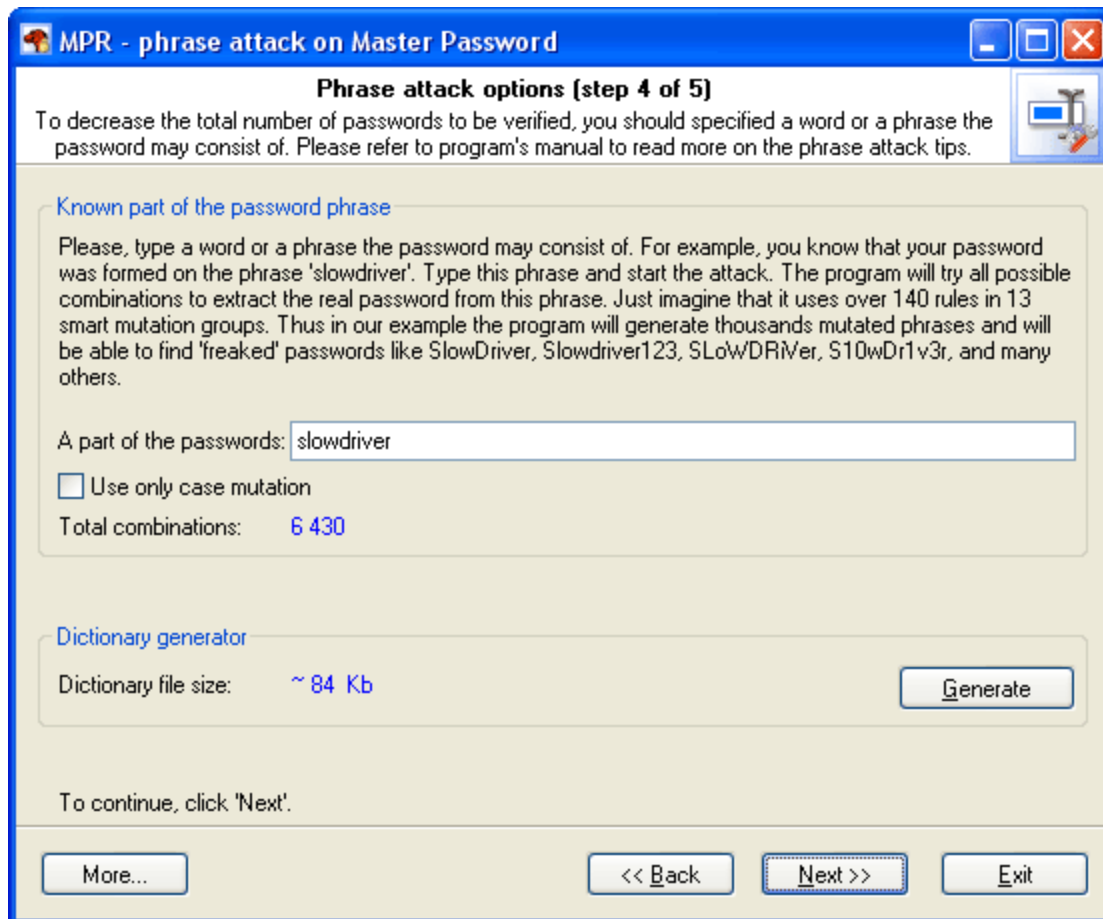 MPR - phrase attack on Master Password
Phrase attack options (step 4 of 5)
To decrease the total number of passwords to be verified, you should specified a word or a phrase the
password may consist of. Please refer to program's manual to read more on the phrase attack tips.
Known part of the password phrase
Please, type a word or a phrase the password may consist of. For example, you know that your password
was formed on the phrase 'slowdriver'. Type this phrase and start the attack. The program will try all possible
combinations to extract the real password from this phrase. Just imagine that it uses over 140 rules in 13
smart mutation groups. Thus in our example the program will generate thousands mutated phrases and will
be able to find 'freaked' passwords like SlowDriver, Slowdriver123, SLoWDRiVer, S10wDr1v3r, and many
others.
A part of the passwords: slowdriver
Use only case mutation
Total combinations: 6 430
Dictionary generator
Dictionary file size: ~ 84 Kb
Generate
To continue, click 'Next'.
More... << Back Next >> Exit